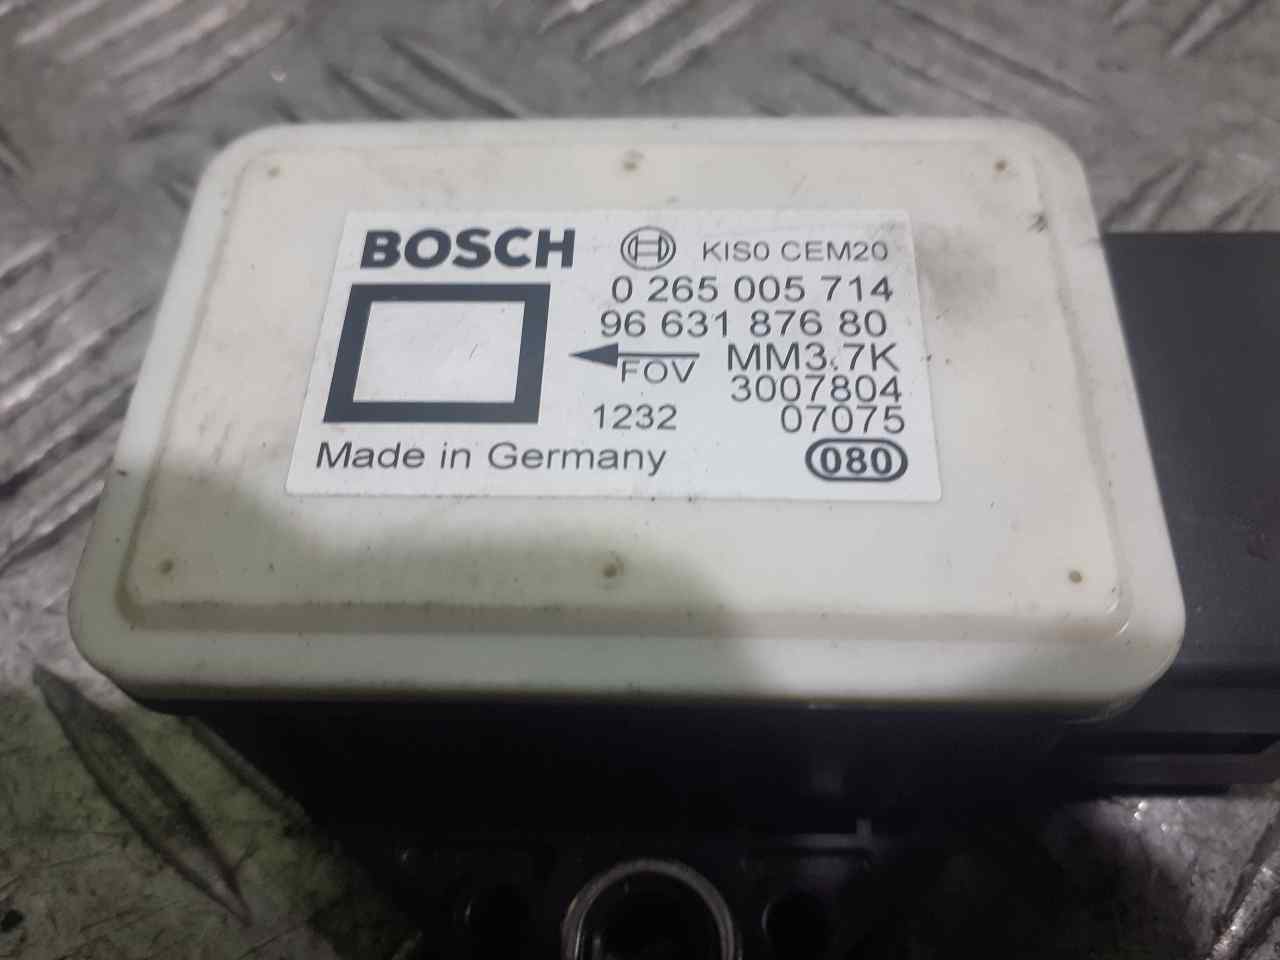 BOSCH KIS0 CEM20
0 265 005 714
96 631 876 80
MM3.7K
FOV
3007804
1232 07075
Made in Germany 080